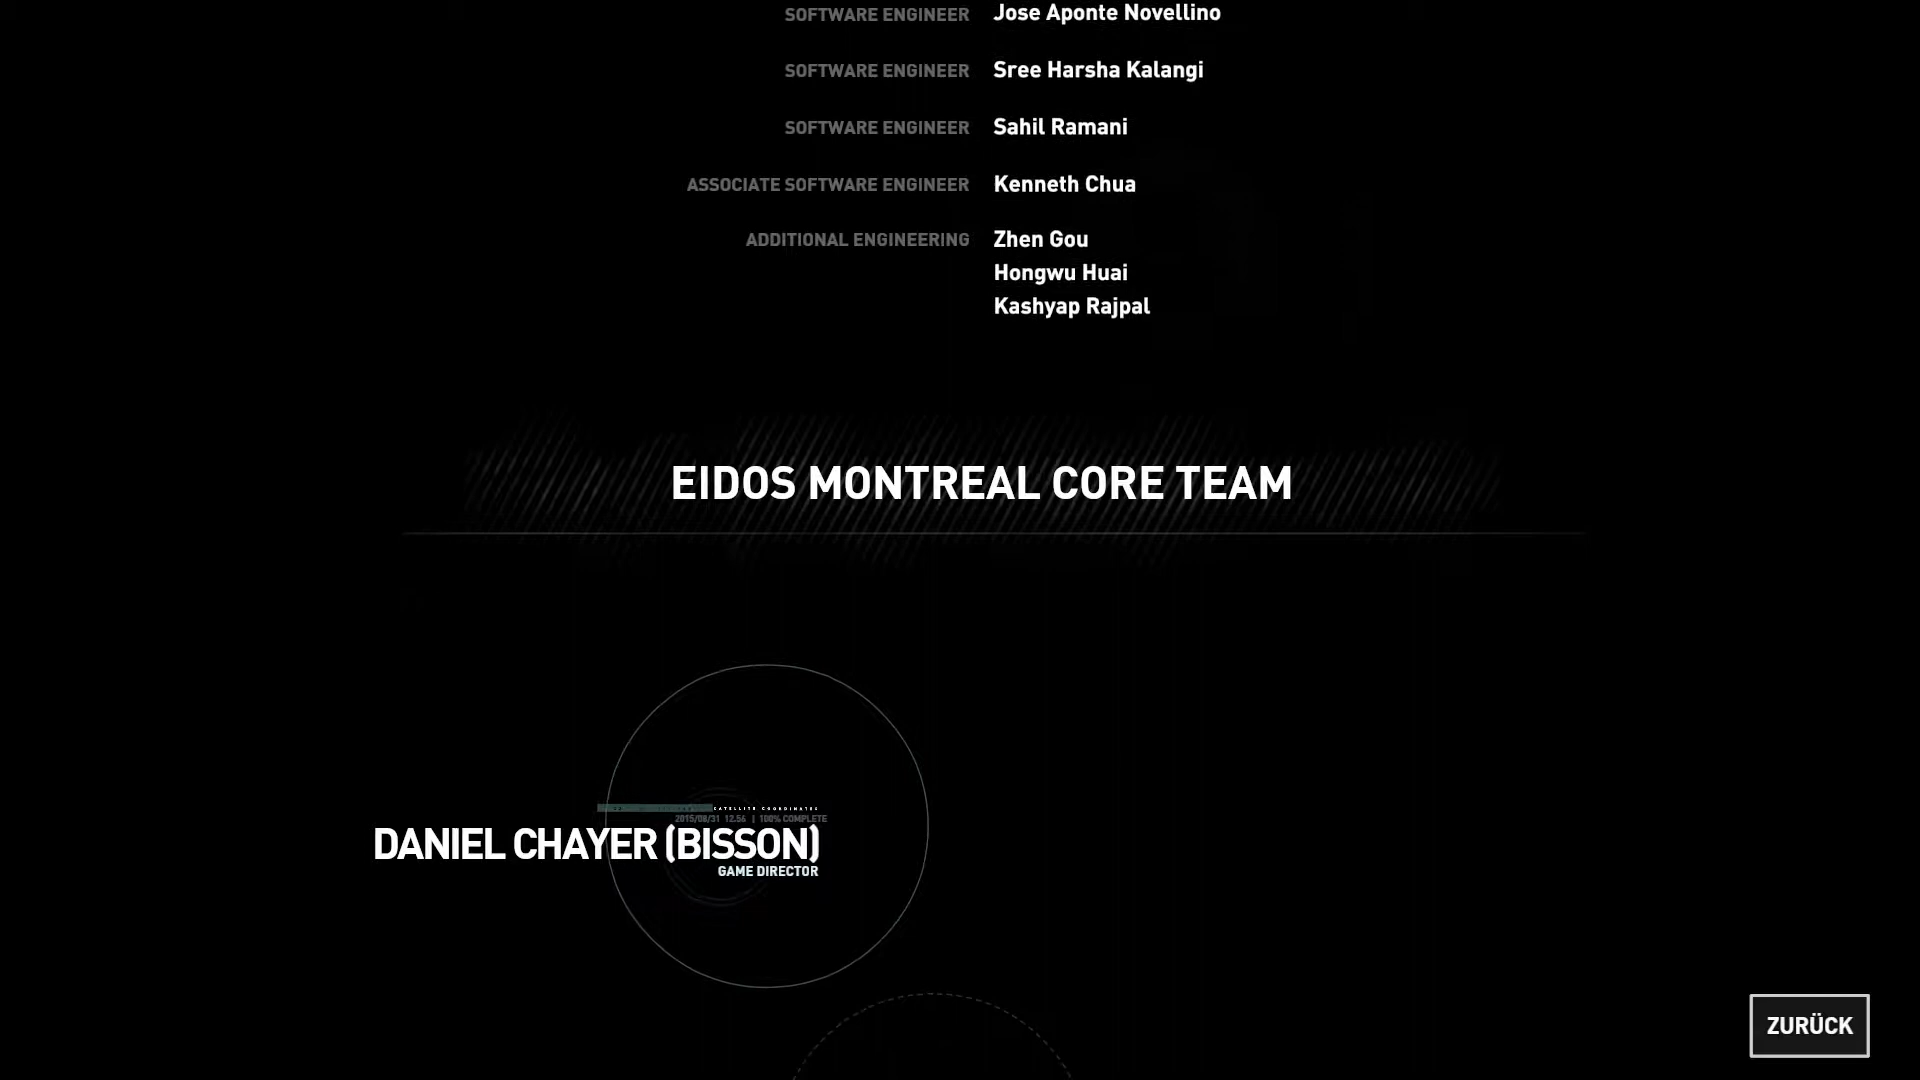 SOFTWARE ENGINEER Jose Aponte Novellino
SOFTWARE ENGINEER Sree Harsha Kalangi
SOFTWARE ENGINEER Sahil Ramani
ASSOCIATE SOFTWARE ENGINEER Kenneth Chua
ADDITIONAL ENGINEERING Zhen Gou
Hongwu Huai
Kashyap Rajpal
EIDOS MONTREAL CORE TEAM
SATELLITE COORDINATES
2015/08/31 12.56 | 100% COMPLETE
DANIEL CHAYER (BISSON)
GAME DIRECTOR
ZURÜCK